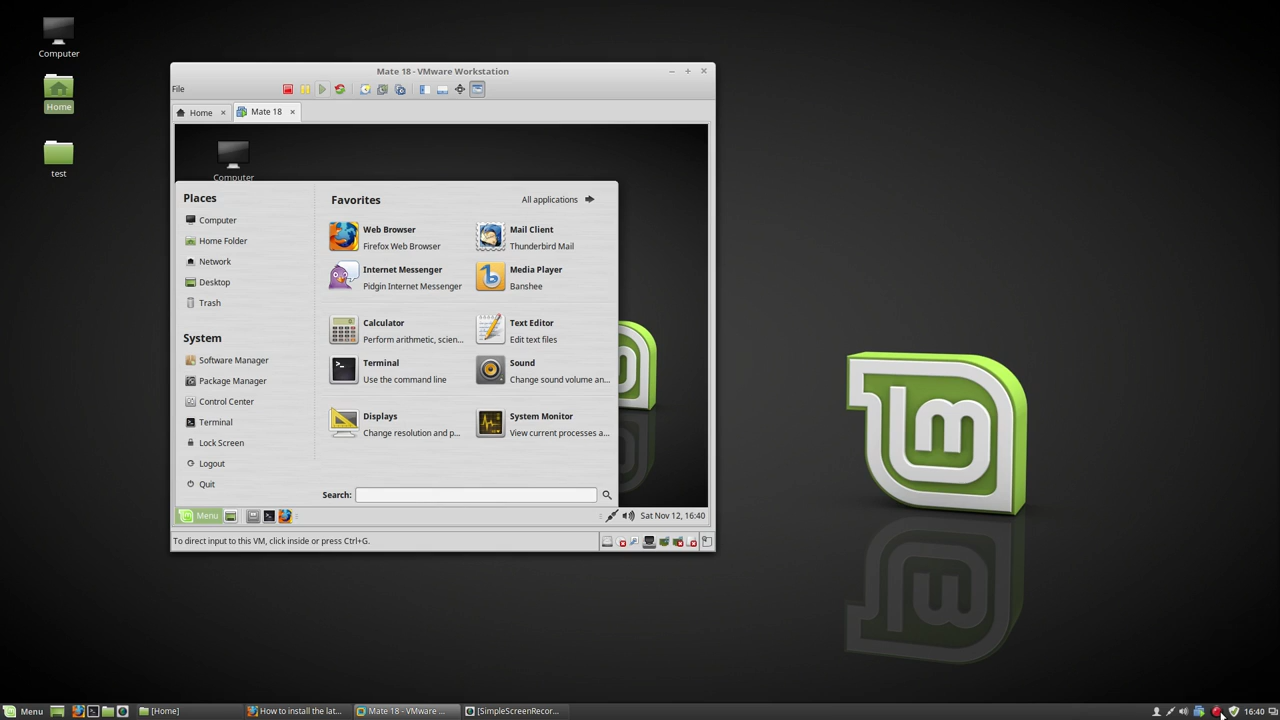 Computer
Home
test
Mate 18 - VMware Workstation
File
Home
Mate 18
Computer
Places
Computer
Home Folder
Network
Desktop
Trash
System
Software Manager
Package Manager
Control Center
Terminal
Lock Screen
Logout
Quit
Favorites
All applications
Web Browser
Firefox Web Browser
Mail Client
Thunderbird Mail
Internet Messenger
Pidgin Internet Messenger
Media Player
Banshee
Calculator
Perform arithmetic, scien...
Text Editor
Edit text files
Terminal
Use the command line
Sound
Change sound volume an...
Displays
Change resolution and p...
System Monitor
View current processes a...
Search:
Menu
Sat Nov 12, 16:40
To direct input to this VM, click inside or press Ctrl+G.
Menu
[Home]
How to install the lat...
Mate 18 - VMware ...
[SimpleScreenRecor...
16:40